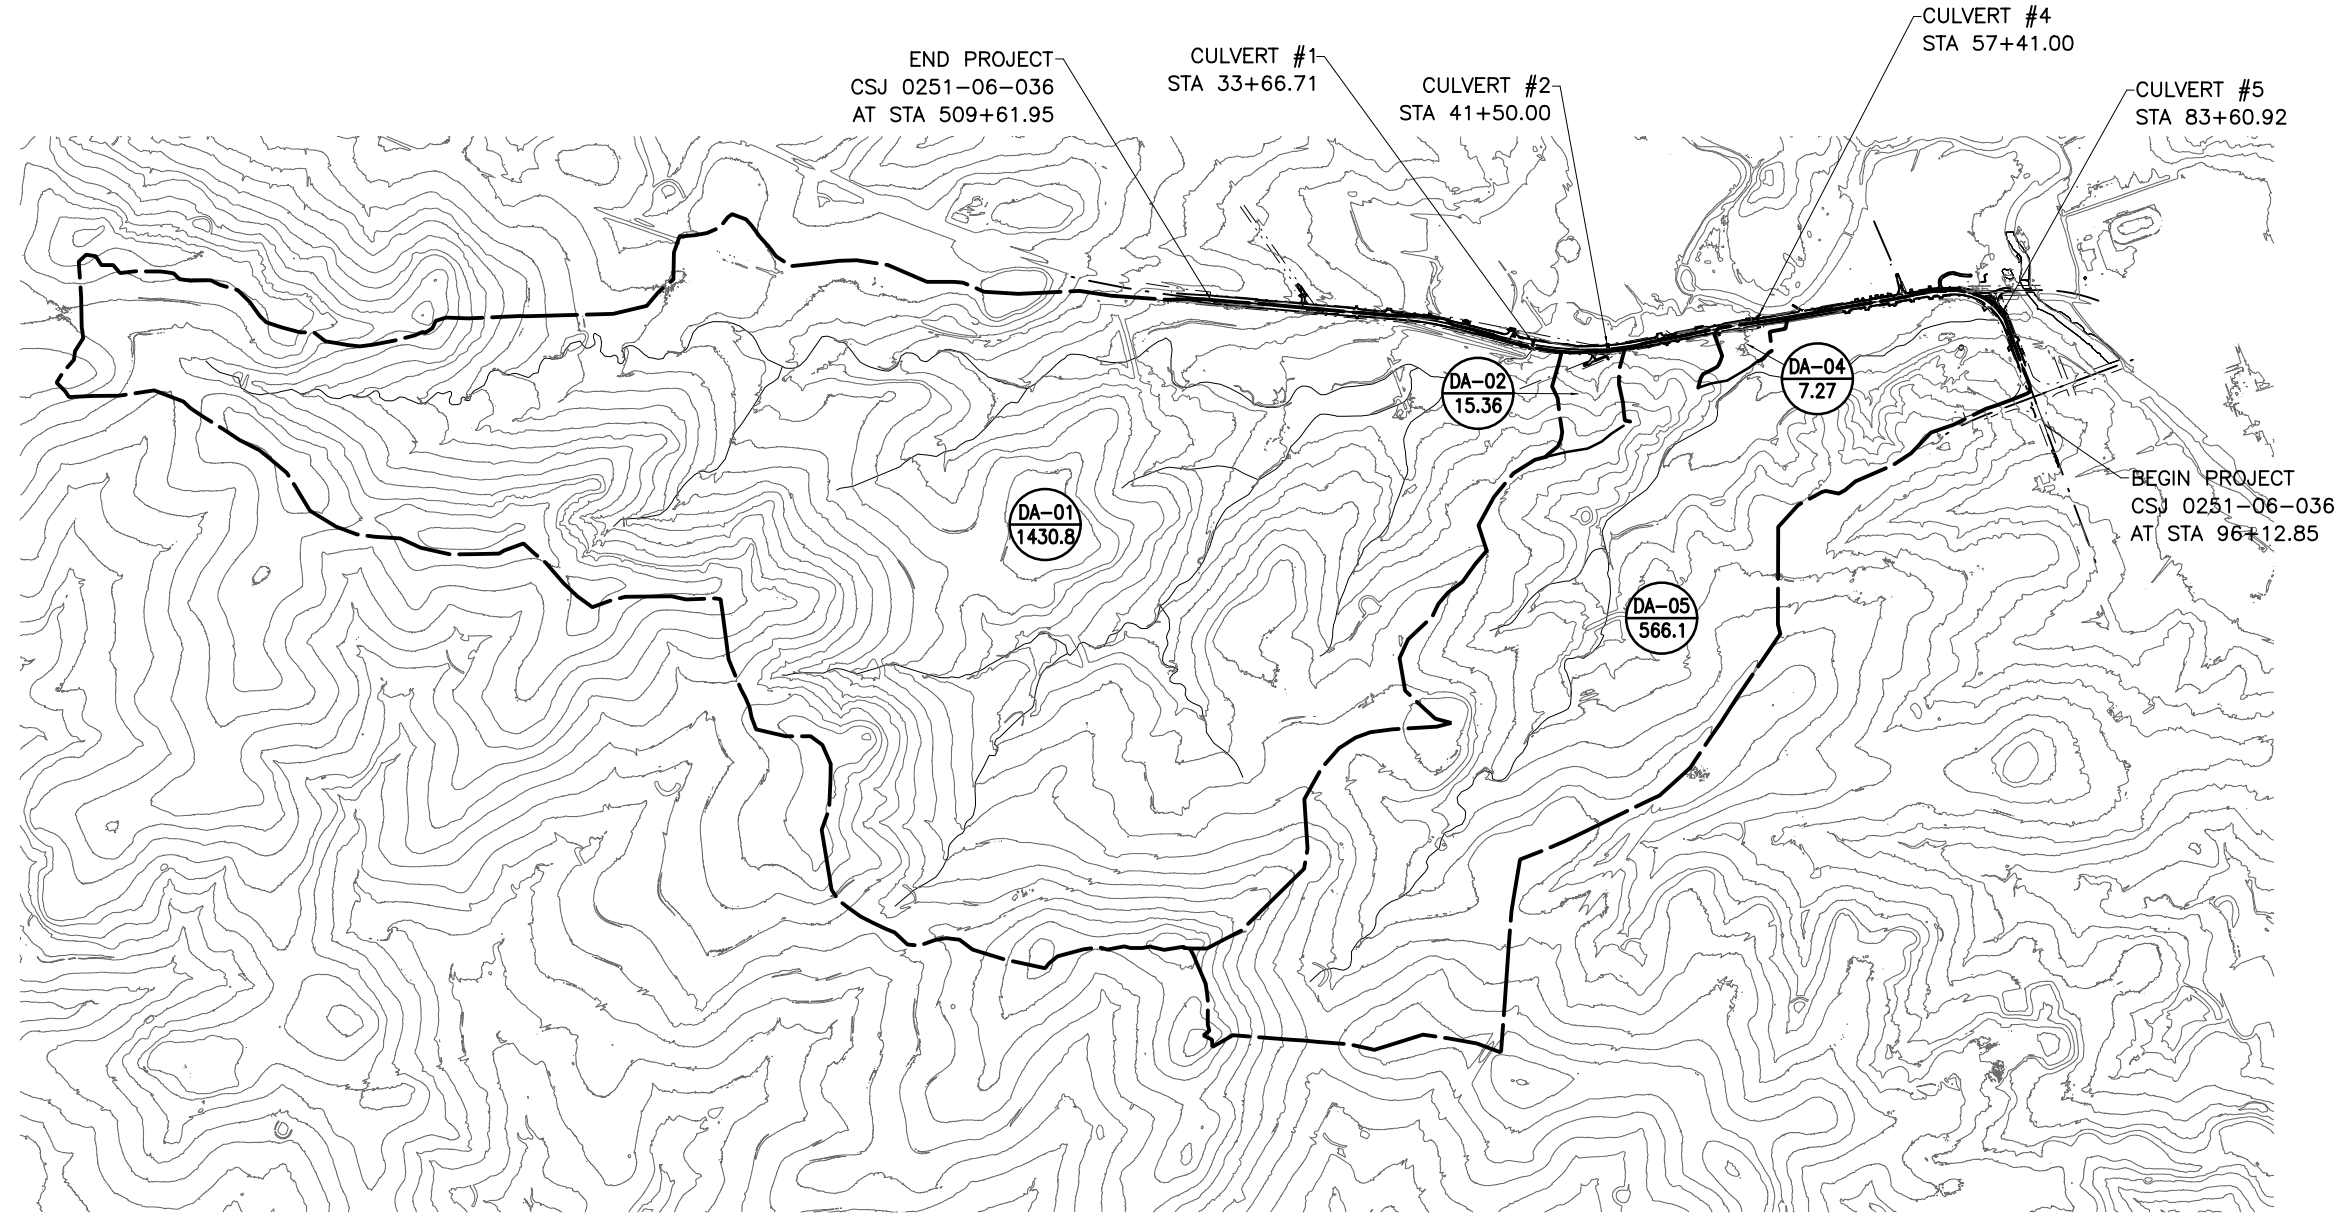 CULVERT #4
STA 57+41.00
END PROJECT
CSJ 0251-06-036
AT STA 509+61.95
CULVERT #1
STA 33+66.71
CULVERT #2
STA 41+50.00
CULVERT #5
STA 83+60.92
DA-02
15.36
DA-04
7.27
BEGIN PROJECT
CSJ 0251-06-036
AT STA 96+12.85
DA-01
1430.8
DA-05
566.1